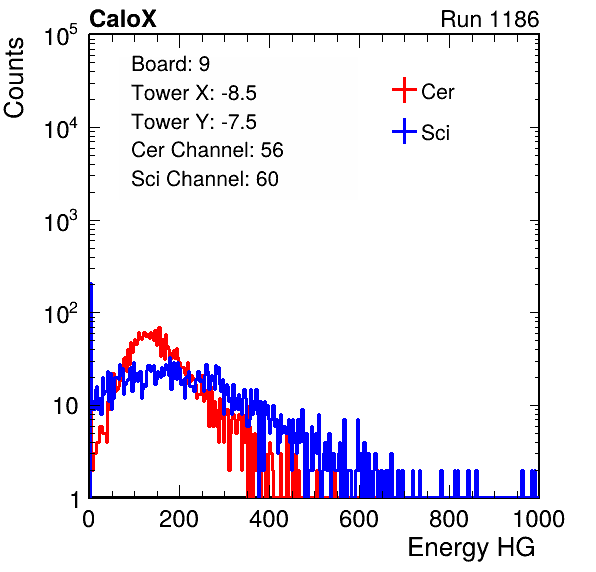 CaloX Run 1186
Counts
10^5
10^4
10^3
10^2
10
1
Board: 9
Tower X: -8.5
Tower Y: -7.5
Cer Channel: 56
Sci Channel: 60
Cer
Sci
0 200 400 600 800 1000
Energy HG